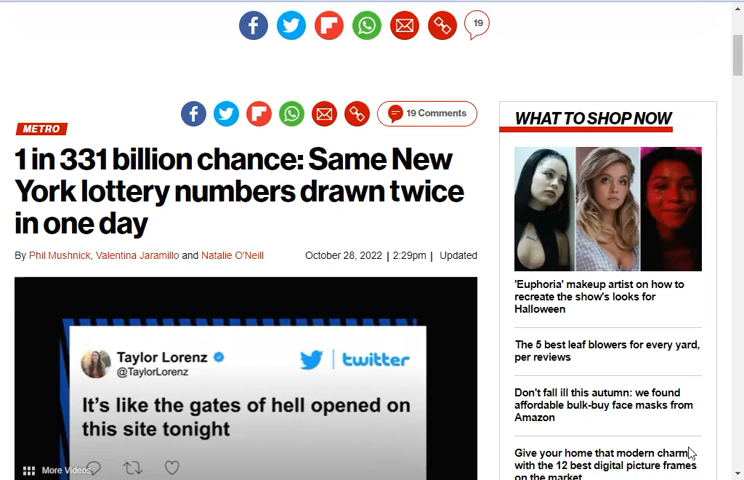 19
19 Comments
METRO
1 in 331 billion chance: Same New
York lottery numbers drawn twice
in one day
By Phil Mushnick, Valentina Jaramillo and Natalie O'Neill October 28, 2022 | 2:29pm | Updated
Taylor Lorenz
@TaylorLorenz
twitter
It's like the gates of hell opened on
this site tonight
More Videos
WHAT TO SHOP NOW
'Euphoria' makeup artist on how to
recreate the show's looks for
Halloween
The 5 best leaf blowers for every yard,
per reviews
Don't fall ill this autumn: we found
affordable bulk-buy face masks from
Amazon
Give your home that modern charm
with the 12 best digital picture frames
on the market